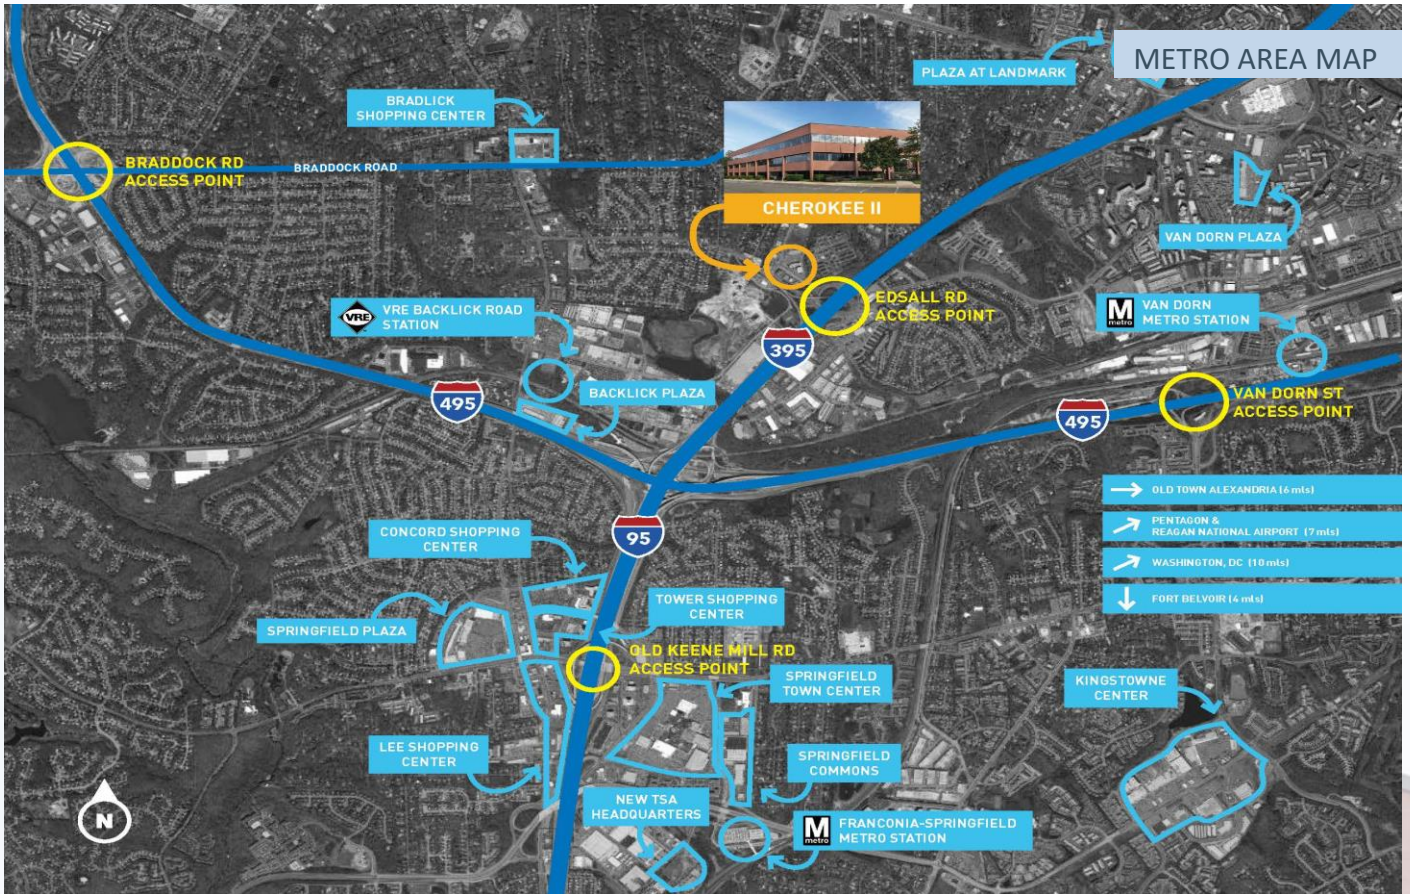 METRO AREA MAP
PLAZA AT LANDMARK
BRADLICK
SHOPPING CENTER
BRADDOCK RD
ACCESS POINT
BRADDOCK ROAD
CHEROKEE II
VAN DORN PLAZA
VRE
VRE BACKLICK ROAD
STATION
EDSALL RD
ACCESS POINT
M
metro
VAN DORN
METRO STATION
395
495
BACKLICK PLAZA
VAN DORN ST
ACCESS POINT
495
OLD TOWN ALEXANDRIA (6 mls)
PENTAGON &
REAGAN NATIONAL AIRPORT (7 mls)
WASHINGTON, DC (10 mls)
FORT BELVOIR (4 mls)
95
CONCORD SHOPPING
CENTER
TOWER SHOPPING
CENTER
SPRINGFIELD PLAZA
OLD KEENE MILL RD
ACCESS POINT
SPRINGFIELD
TOWN CENTER
KINGSTOWNE
CENTER
LEE SHOPPING
CENTER
SPRINGFIELD
COMMONS
NEW TSA
HEADQUARTERS
M
metro
FRANCONIA-SPRINGFIELD
METRO STATION
N